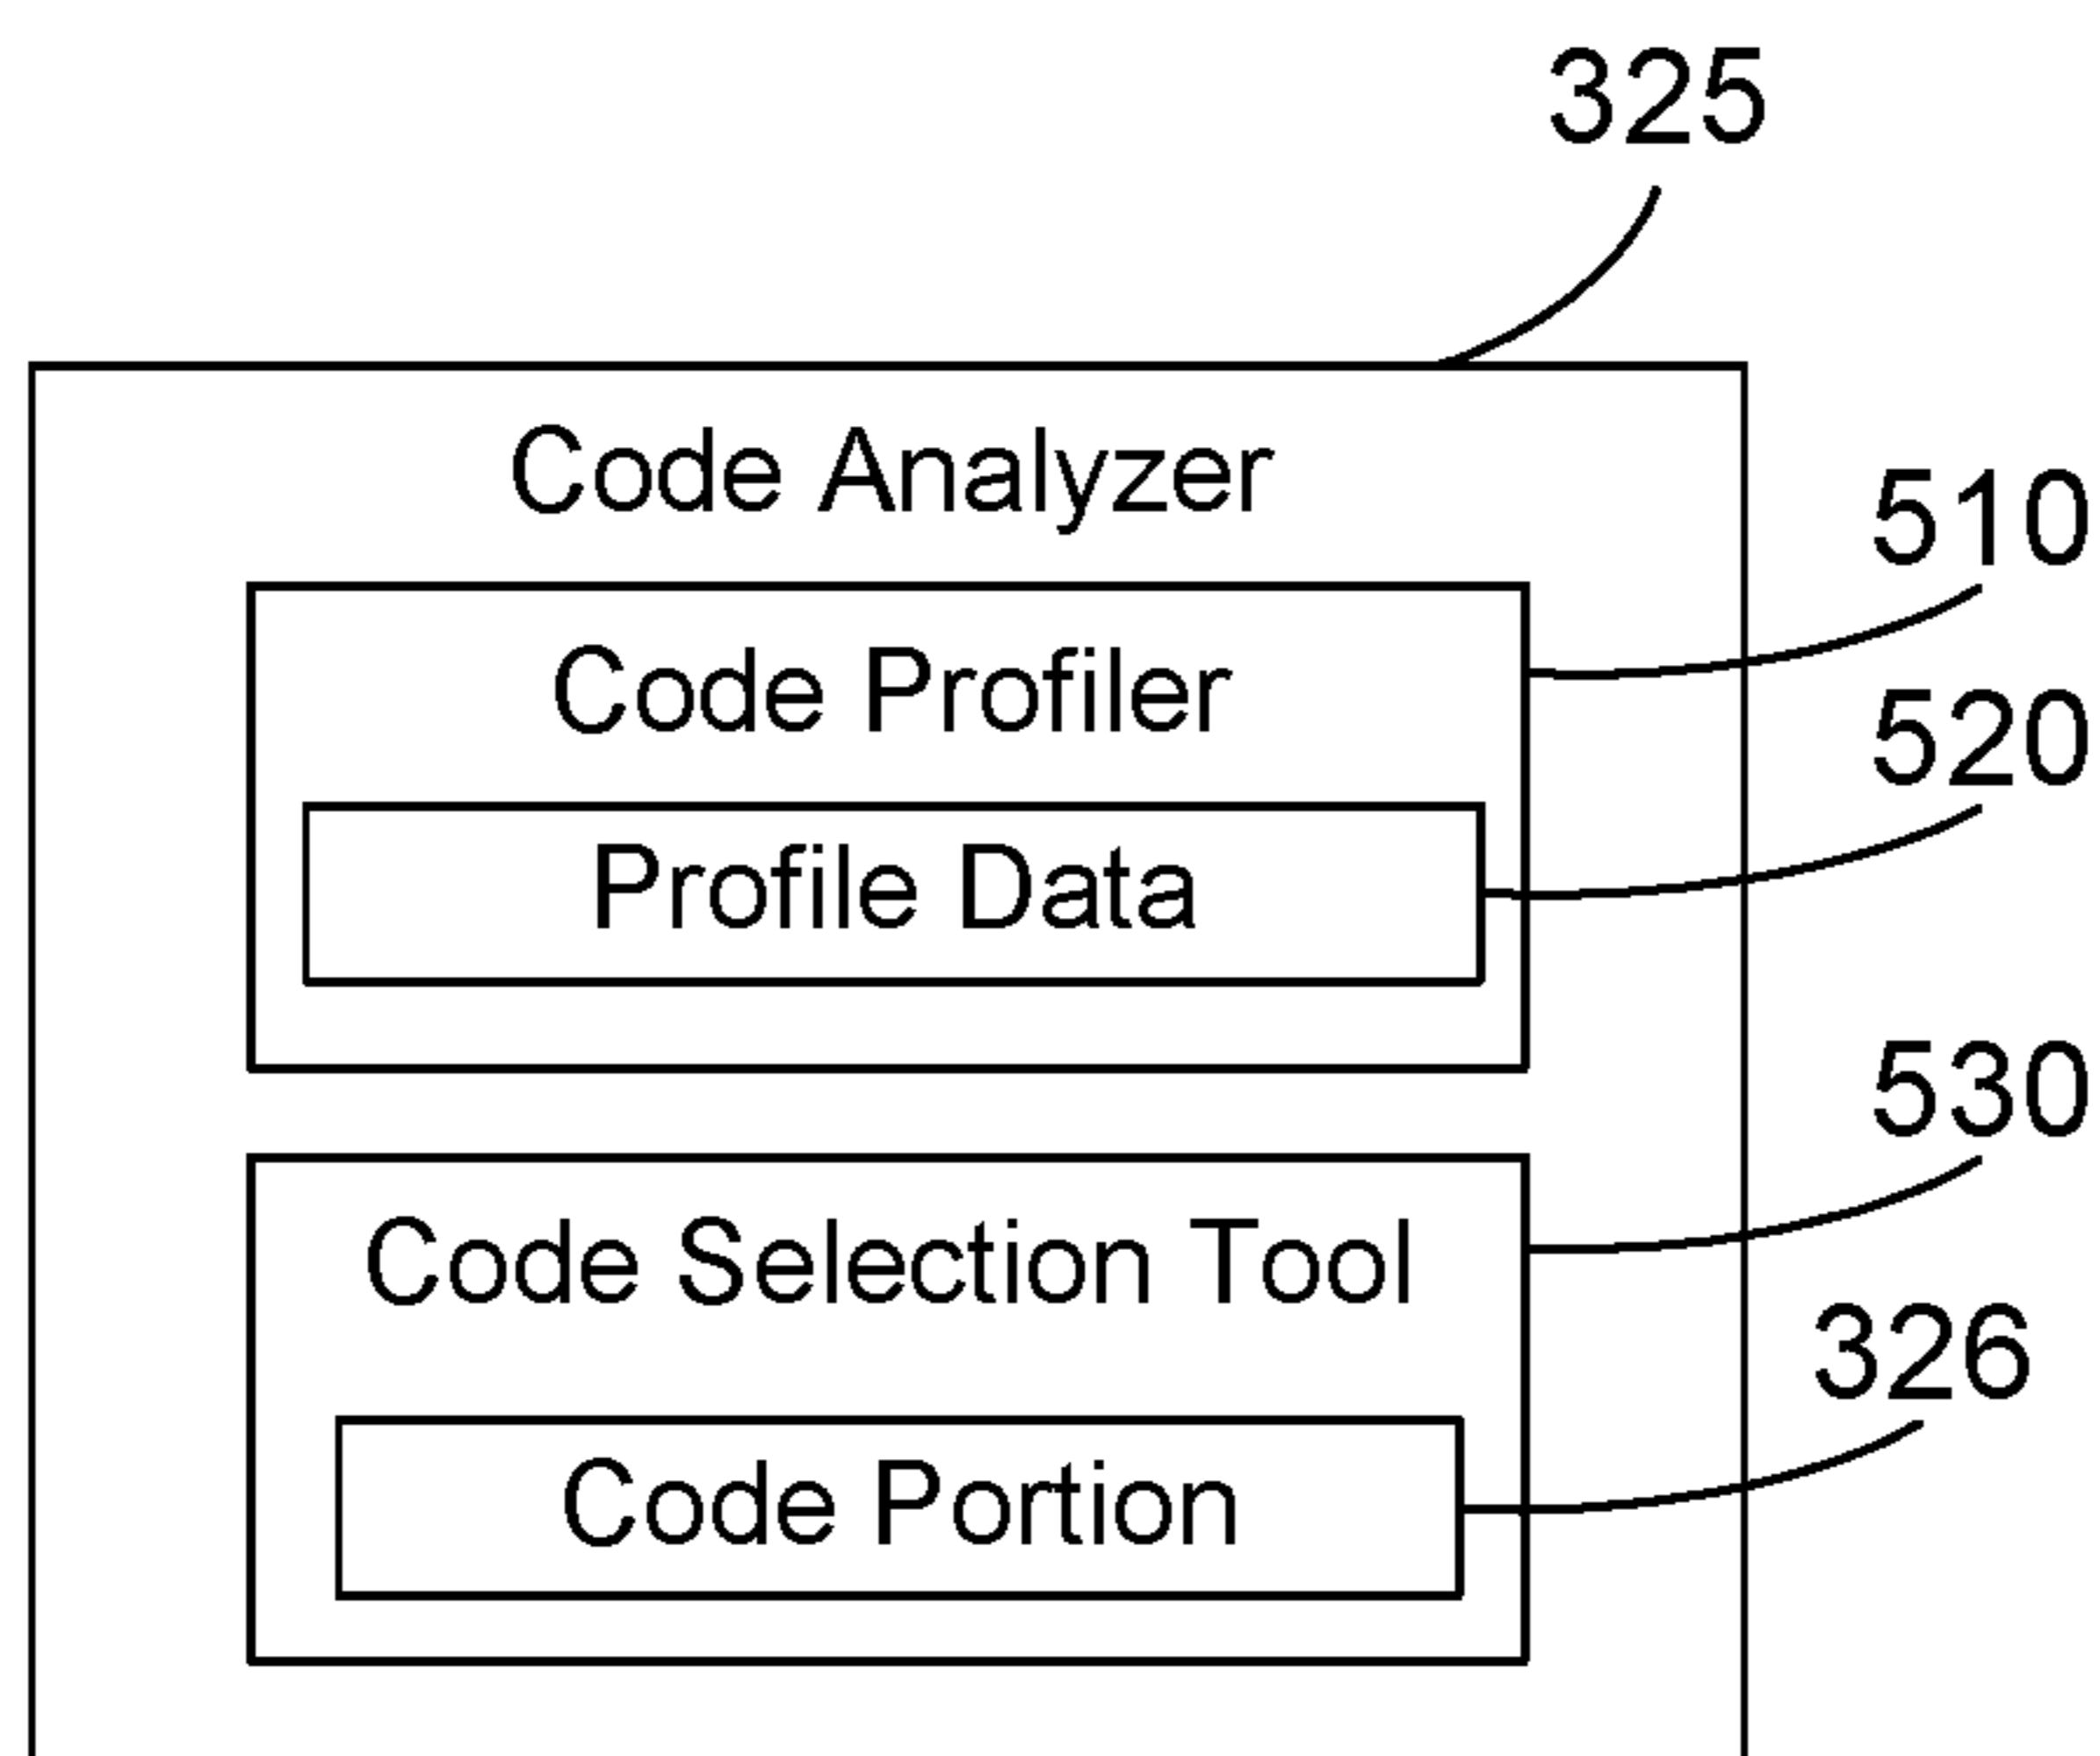 325
Code Analyzer
510
Code Profiler
520
Profile Data
530
Code Selection Tool
326
Code Portion